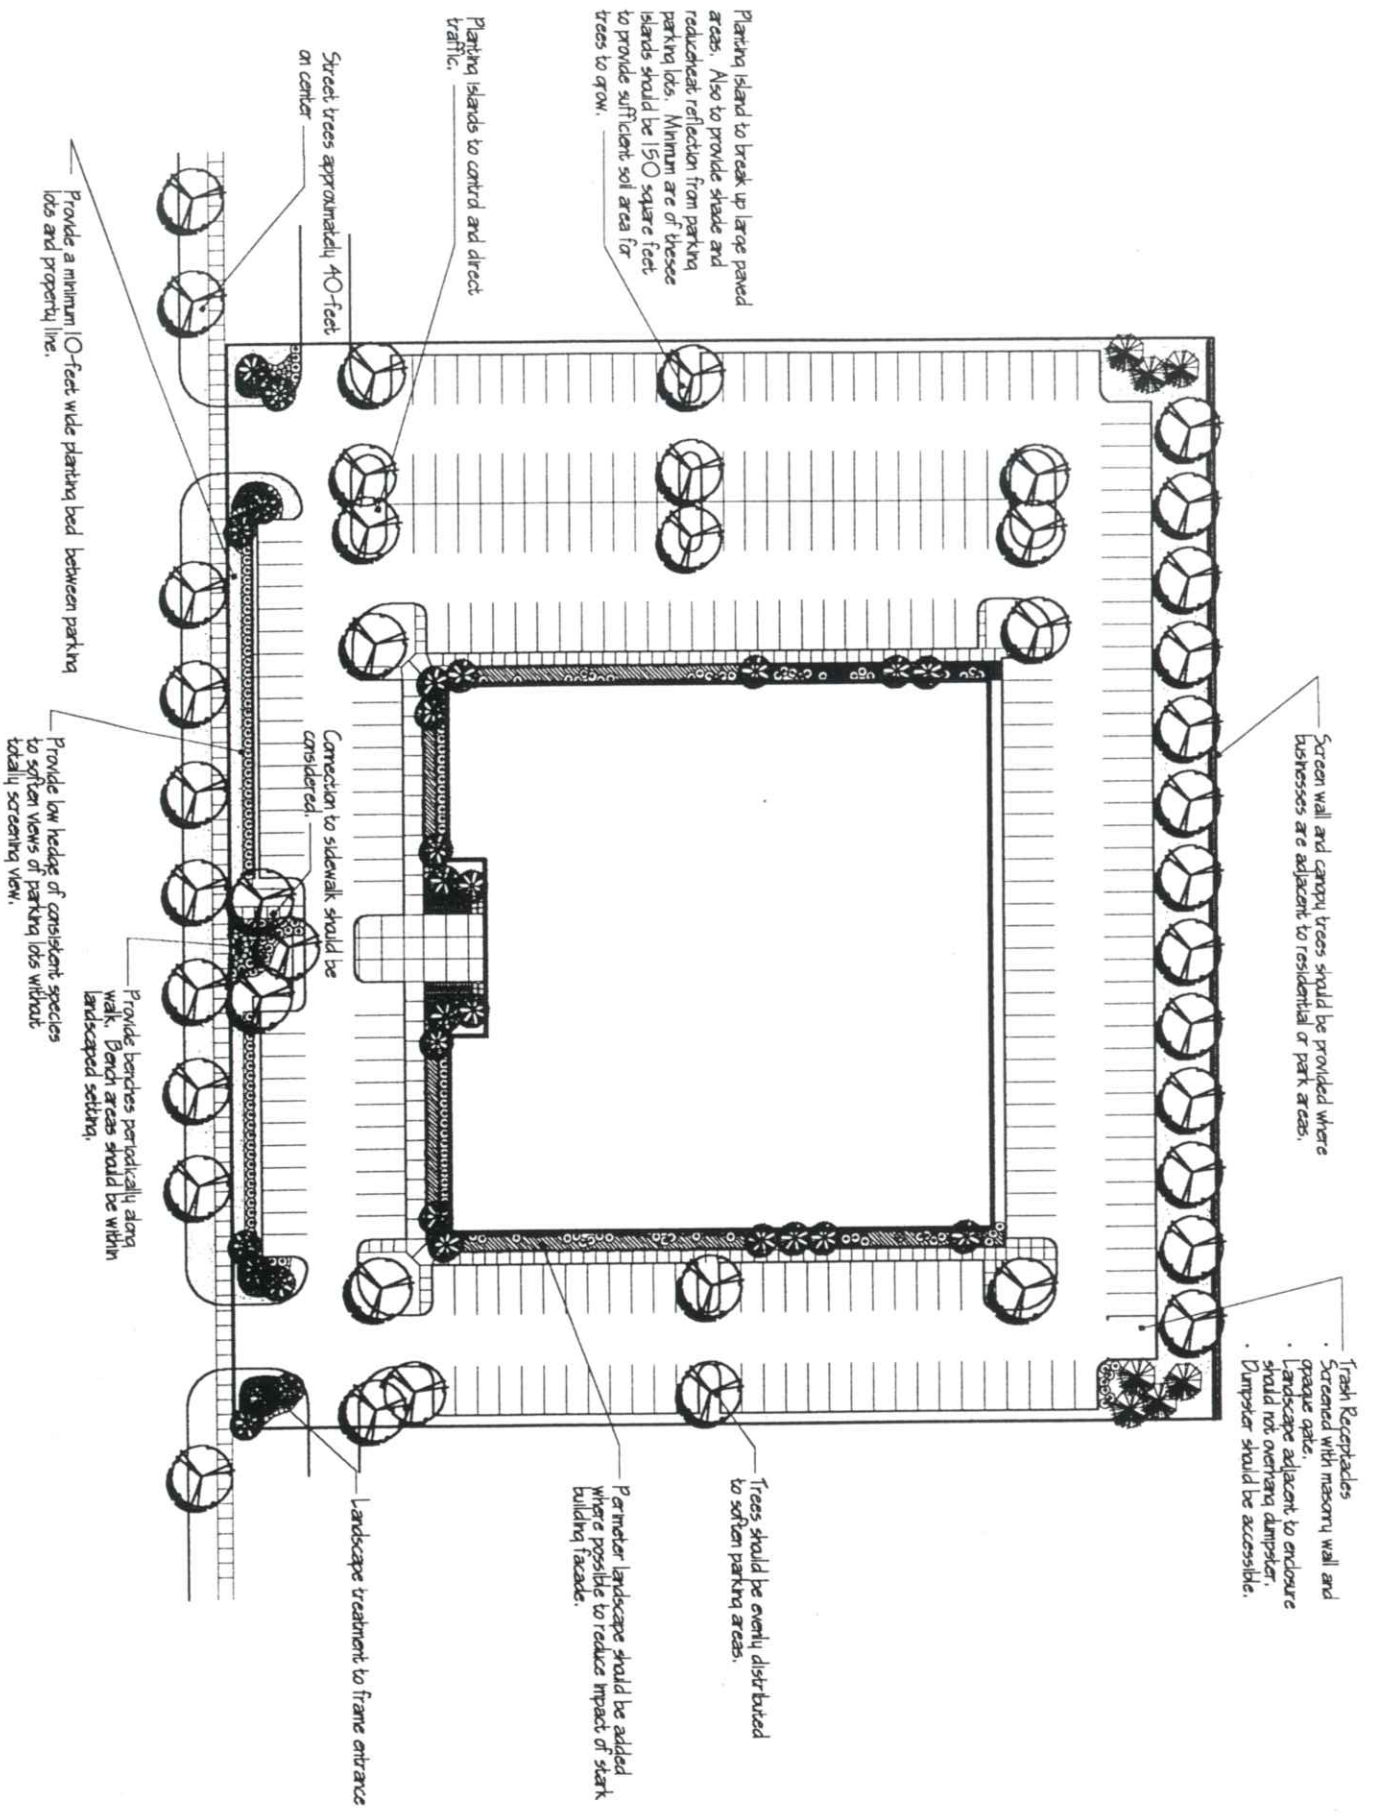 Screen wall and canopy trees should be provided where
businesses are adjacent to residential or park areas.
Trash Receptacles
· Screened with masonry wall and
opaque gate.
· Landscape adjacent to enclosure
should not overhang dumpster.
· Dumpster should be accessible.
Planting island to break up large paved
areas. Also to provide shade and
reduceheat reflection from parking
parking lots. Minimum are of thesee
islands should be 150 square feet
to provide sufficient soil area for
trees to grow.
Trees should be evenly distributed
to soften parking areas.
Perimeter landscape should be added
where possible to reduce impact of stark
building facade.
Planting islands to control and direct
traffic.
Street trees approximately 40-feet
on center
Connection to sidewalk should be
considered.
Landscape treatment to frame entrance
Provide a minimum 10-feet wide planting bed between parking
lots and property line.
Provide low hedge of consistent species
to soften views of parking lots without
totally screening view.
Provide benches periodically along
walk. Bench areas should be within
landscaped setting.